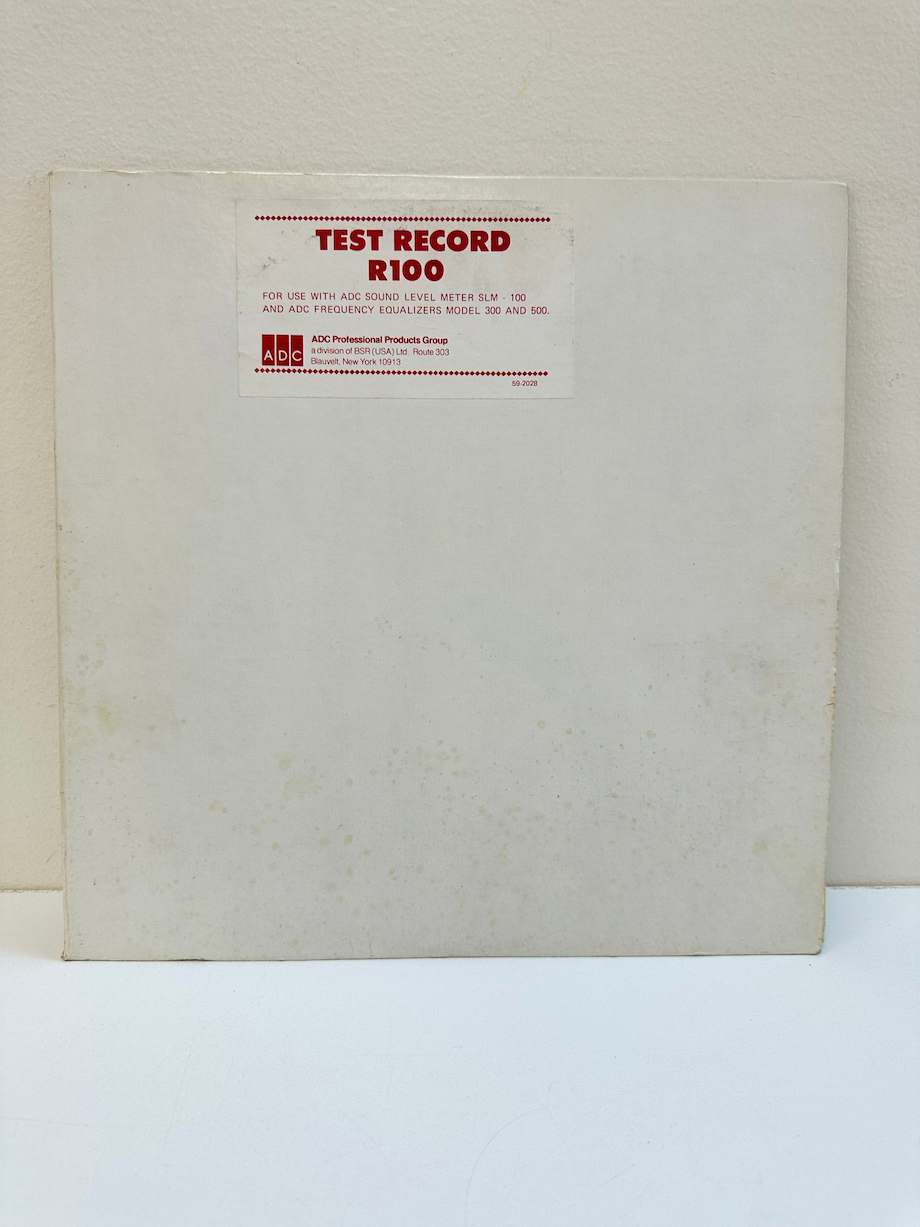 TEST RECORD
R100
FOR USE WITH ADC SOUND LEVEL METER SLM - 100
AND ADC FREQUENCY EQUALIZERS MODEL 300 AND 500.
ADC
ADC Professional Products Group
a division of BSR (USA) Ltd. Route 303
Blauvelt, New York 10913
59-2028